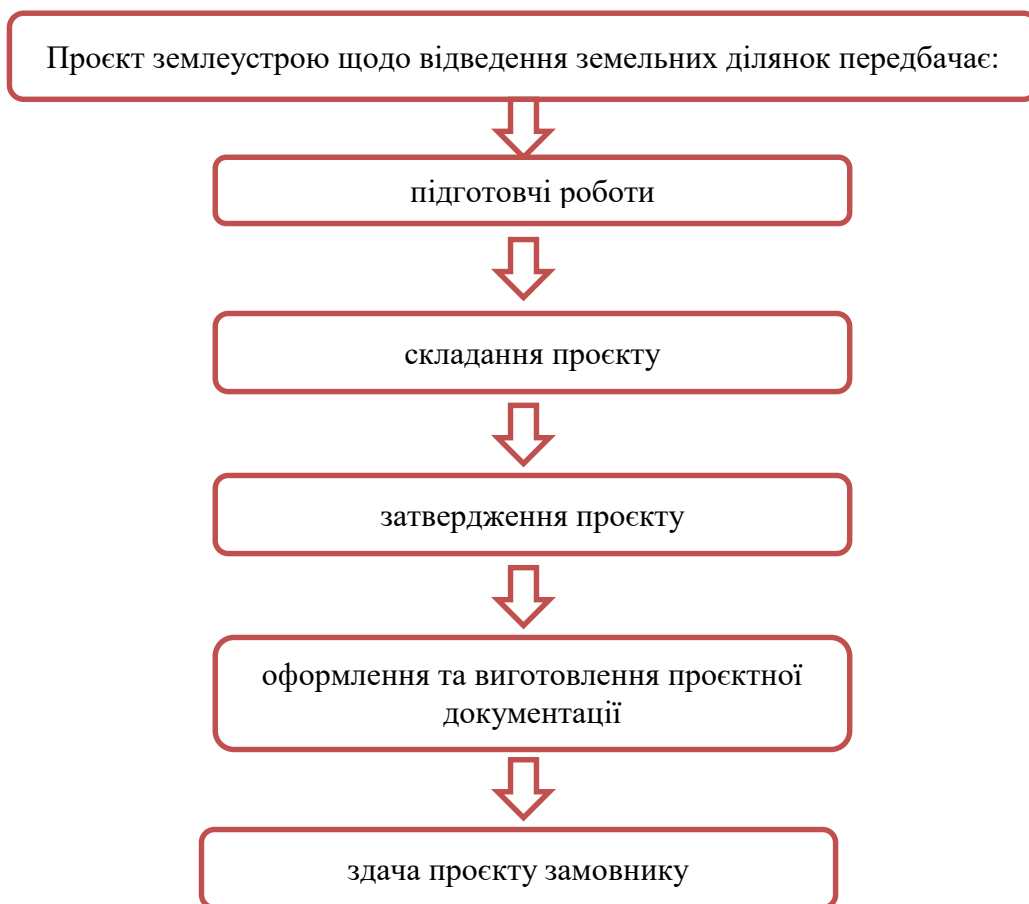 Проєкт землеустрою щодо відведення земельних ділянок передбачає:
підготовчі роботи
складання проєкту
затвердження проєкту
оформлення та виготовлення проєктної
документації
здача проєкту замовнику